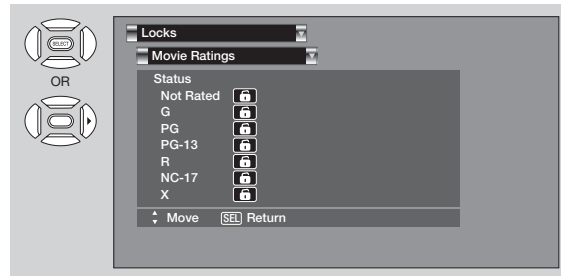 SELECT
OR
Locks
Movie Ratings
Status
Not Rated
G
PG
PG-13
R
NC-17
X
Move SEL Return